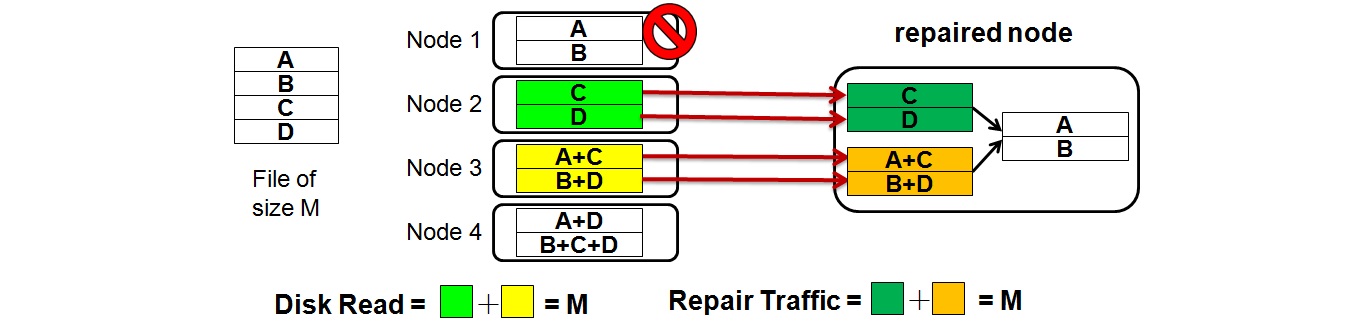 A
B
C
D
File of
size M
Node 1
A
B
Node 2
C
D
Node 3
A+C
B+D
Node 4
A+D
B+C+D
repaired node
C
D
A+C
B+D
A
B
Disk Read = + = M
Repair Traffic = + = M